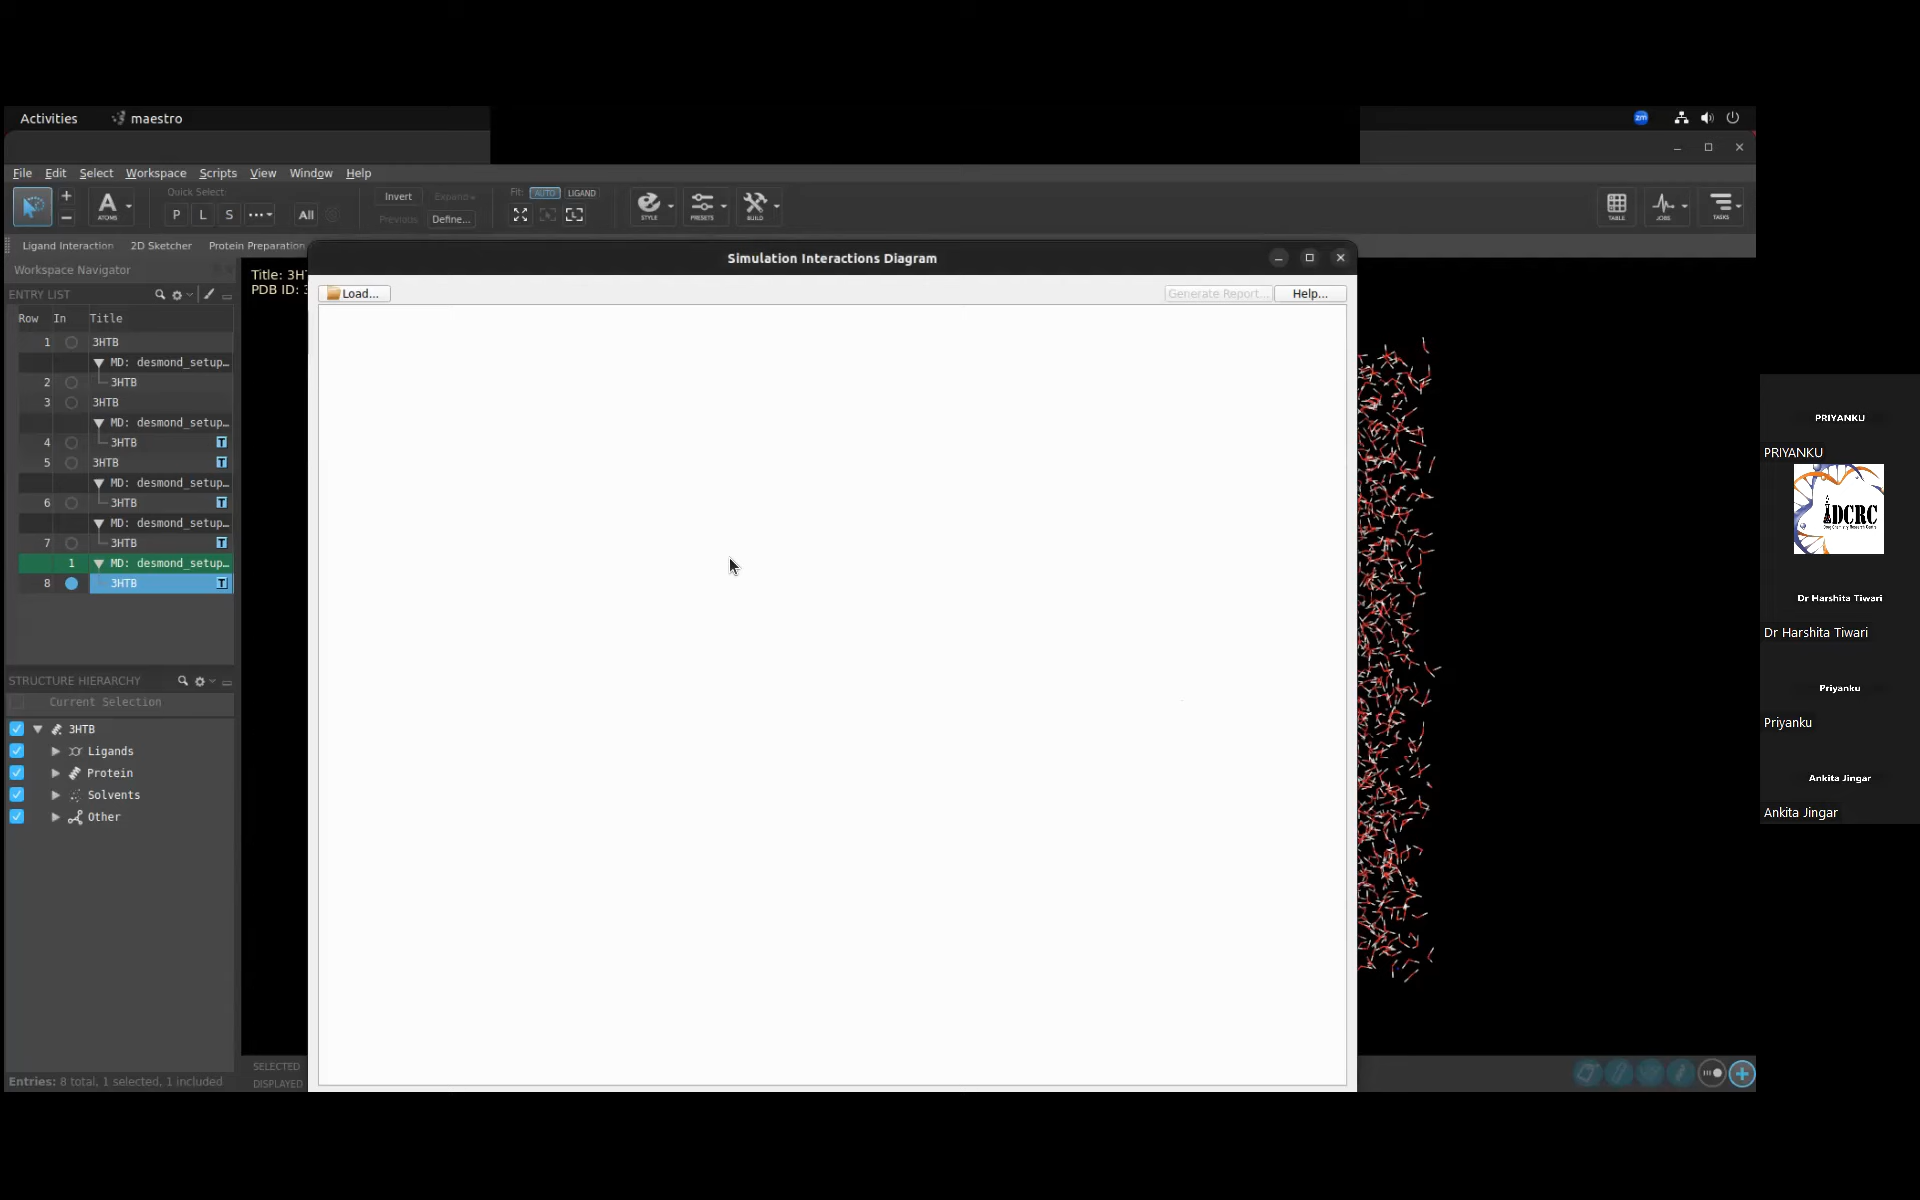 Activities
maestro
zm
File Edit Select Workspace Scripts View Window Help
ATOMS
Quick Select:
P L S
All
Invert
Expand
Previous
Define...
Fit: AUTO LIGAND
STYLE
PRESETS
BUILD
TABLE
JOBS
TASKS
Ligand Interaction 2D Sketcher Protein Preparation
Workspace Navigator
ENTRY LIST
Row In Title
1 3HTB
MD: desmond_setup...
2 3HTB
3 3HTB
MD: desmond_setup...
4 3HTB T
5 3HTB T
MD: desmond_setup...
6 3HTB T
MD: desmond_setup...
7 3HTB T
1 MD: desmond_setup...
8 3HTB T
STRUCTURE HIERARCHY
Current Selection
3HTB
Ligands
Protein
Solvents
Other
Entries: 8 total, 1 selected, 1 included
Title:
PDB ID:
SELECTED
DISPLAYED
Simulation Interactions Diagram
Load...
Generate Report...
Help...
PRIYANKU
PRIYANKU
DCRC
Dr Harshita Tiwari
Dr Harshita Tiwari
Priyanku
Priyanku
Ankita Jingar
Ankita Jingar